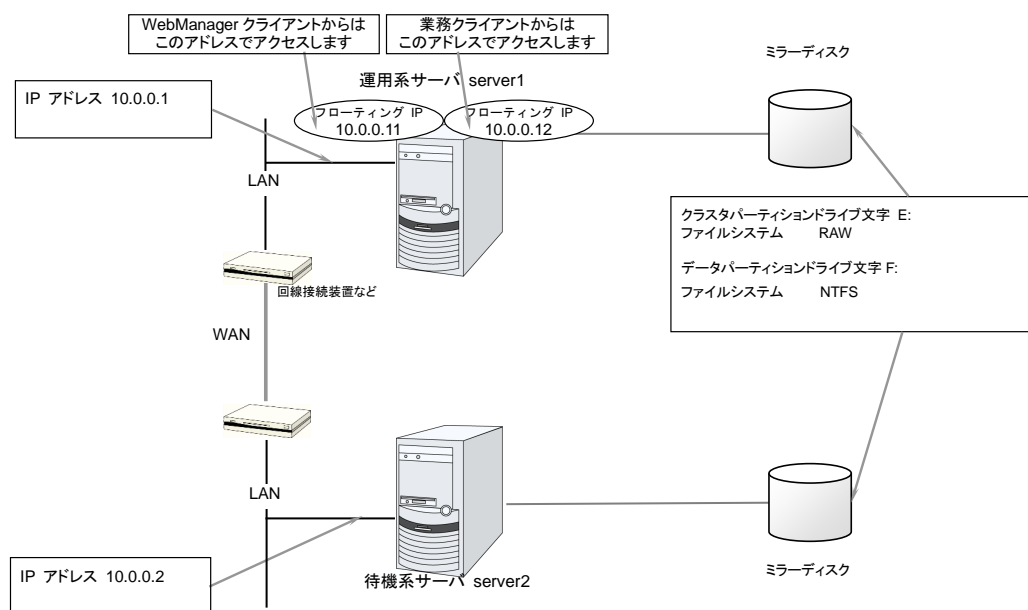 WebManager クライアントからは
このアドレスでアクセスします
業務クライアントからは
このアドレスでアクセスします
ミラーディスク
運用系サーバ server1
IP アドレス 10.0.0.1
フローティング IP
10.0.0.11
フローティング IP
10.0.0.12
LAN
クラスタパーティションドライブ文字 E:
ファイルシステム RAW
データパーティションドライブ文字 F:
ファイルシステム NTFS
回線接続装置など
WAN
LAN
IP アドレス 10.0.0.2
待機系サーバ server2
ミラーディスク